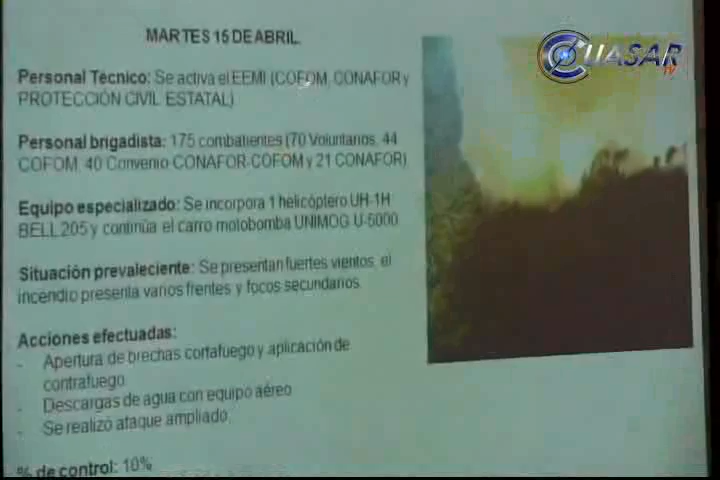 MARTES 15 DE ABRIL.
CUASAR
TV
Personal Técnico: Se activa el EEMI (COFOM, CONAFOR y
PROTECCIÓN CIVIL ESTATAL)
Personal brigadista: 175 combatientes (70 Voluntarios, 44
COFOM, 40 Convenio CONAFOR-COFOM y 21 CONAFOR)
Equipo especializado: Se incorpora 1 helicóptero UH-1H
BELL 205 y continúa el carro motobomba UNIMOG U-5000
Situación prevaleciente: Se presentan fuertes vientos, el
incendio presenta varios frentes y focos secundarios.
Acciones efectuadas:
- Apertura de brechas cortafuego y aplicación de
contrafuego
- Descargas de agua con equipo aéreo
- Se realizó ataque ampliado.
% de control: 10%